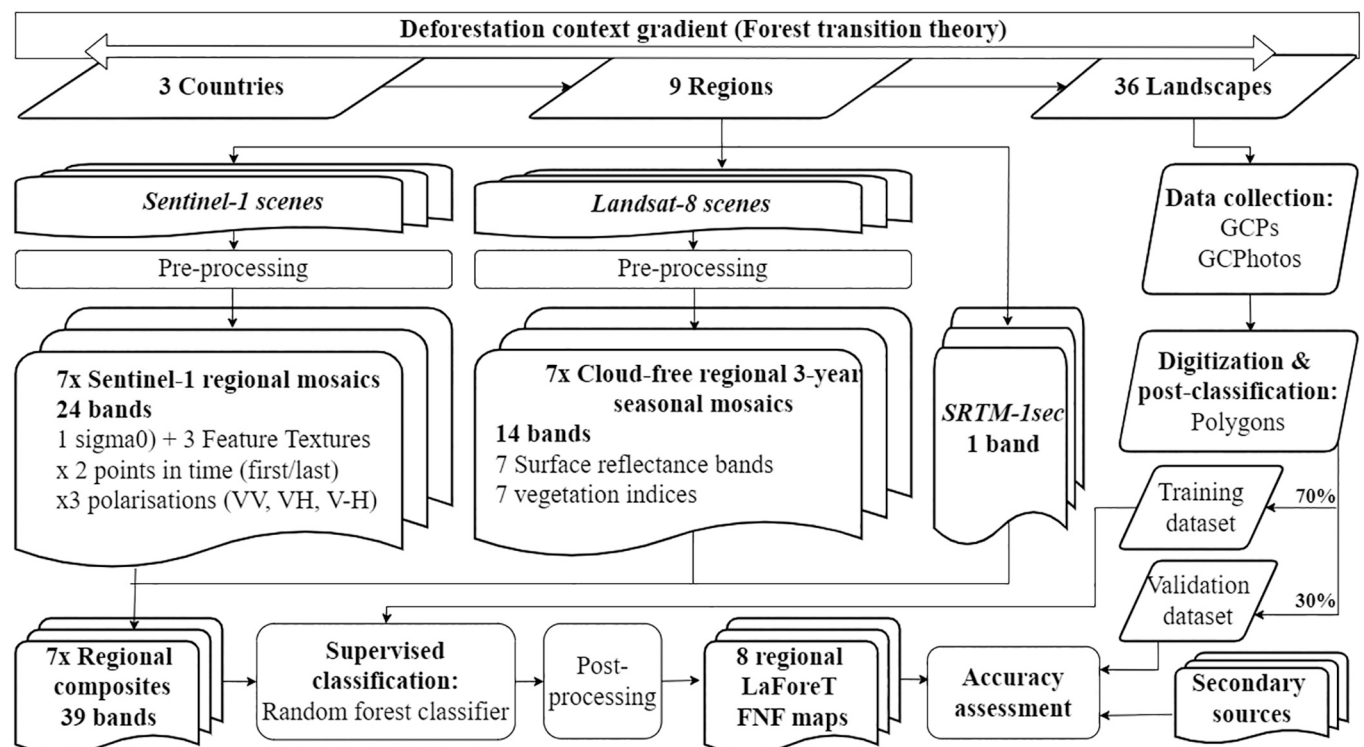 Deforestation context gradient (Forest transition theory)
3 Countries
9 Regions
36 Landscapes
Sentinel-1 scenes
Landsat-8 scenes
Data collection:
GCPs
GCPhotos
Pre-processing
Pre-processing
7x Sentinel-1 regional mosaics
24 bands
1 sigma0) + 3 Feature Textures
x 2 points in time (first/last)
x3 polarisations (VV, VH, V-H)
7x Cloud-free regional 3-year
seasonal mosaics
14 bands
7 Surface reflectance bands
7 vegetation indices
SRTM-1sec
1 band
Digitization &
post-classification:
Polygons
Training
dataset
70%
Validation
dataset
30%
7x Regional
composites
39 bands
Supervised
classification:
Random forest classifier
Post-
processing
8 regional
LaForeT
FNF maps
Accuracy
assessment
Secondary
sources